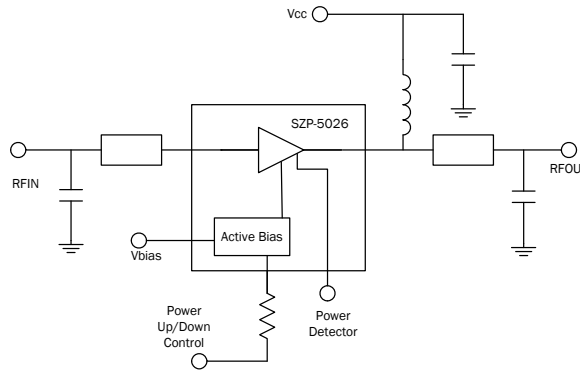 Vcc
SZP-5026
RFIN
RFOU
Active Bias
Vbias
Power
Up/Down
Control
Power
Detector